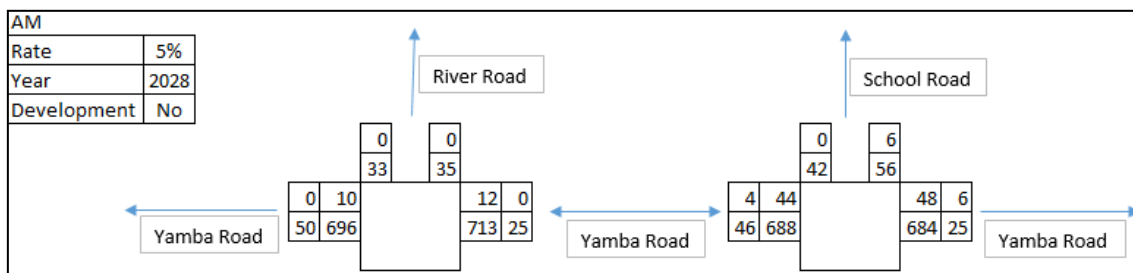 AM
Rate 5%
Year 2028
Development No
River Road
School Road
0 0 0 6
33 35 42 56
0 10 12 0 4 44 48 6
50 696 713 25 46 688 684 25
Yamba Road Yamba Road Yamba Road